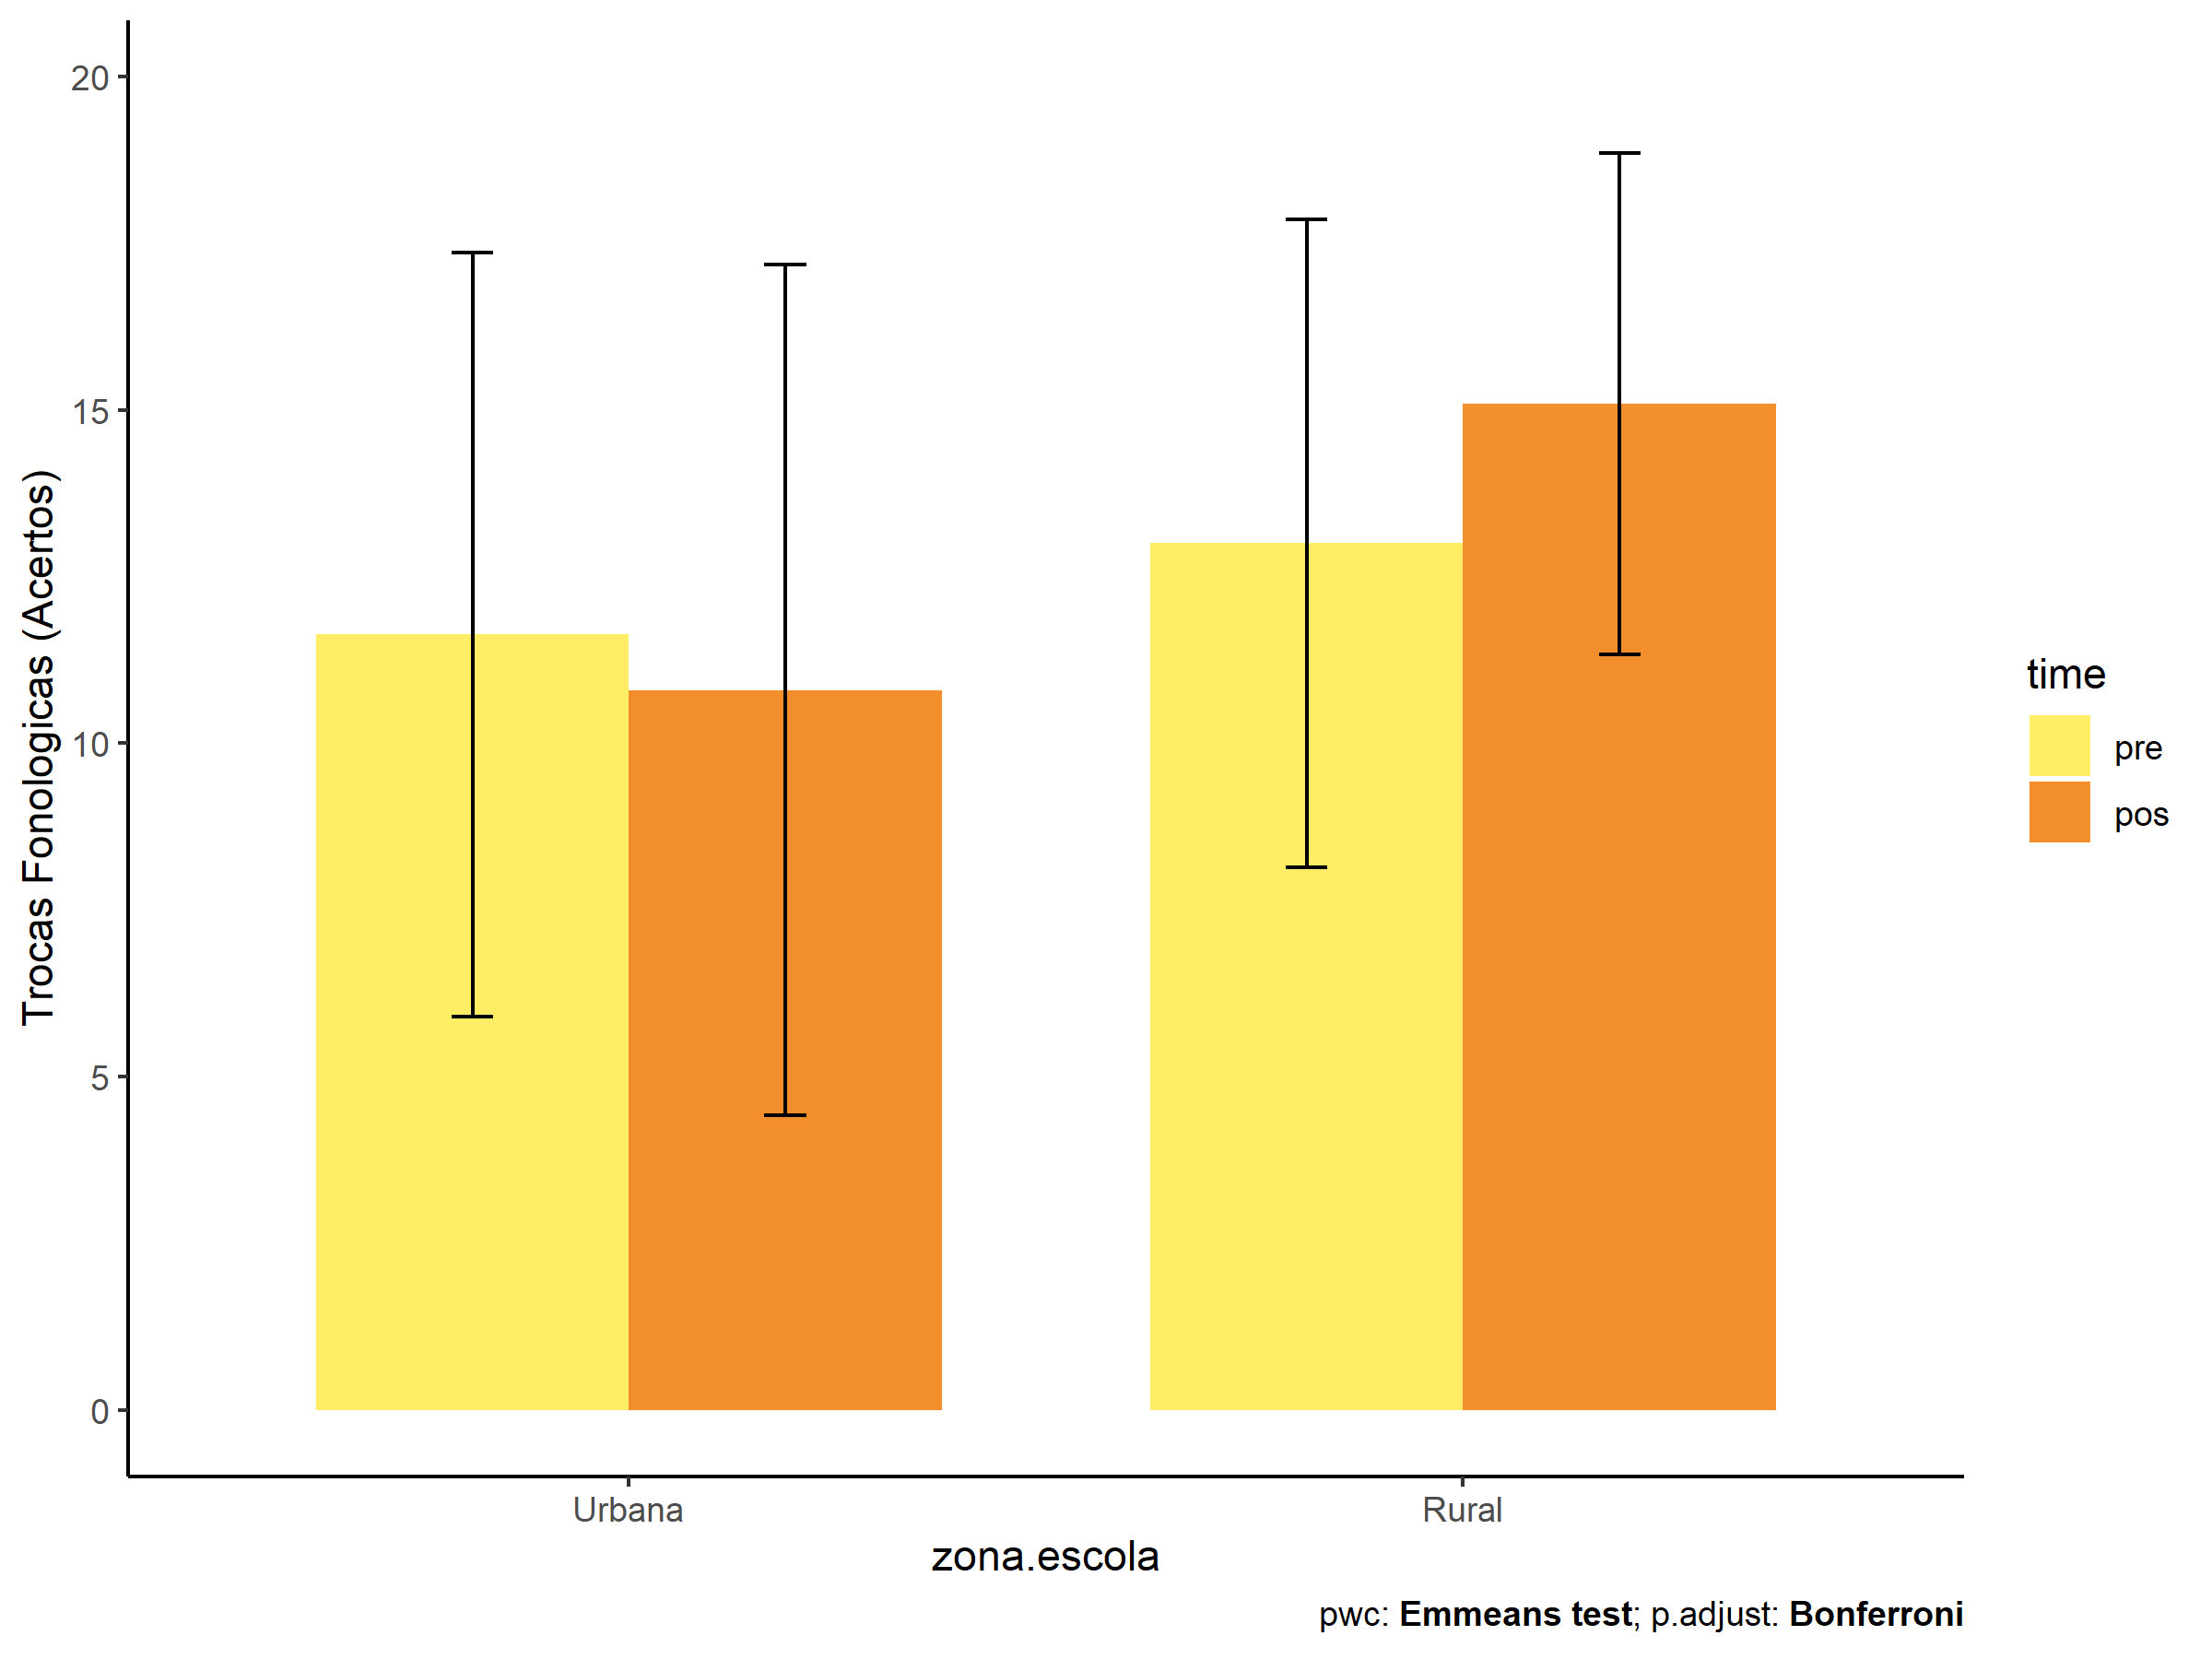 20
15
10
5
0
Trocas Fonologicas (Acertos)
Urbana
Rural
zona.escola
time
pre
pos
pwc: Emmeans test; p.adjust: Bonferroni